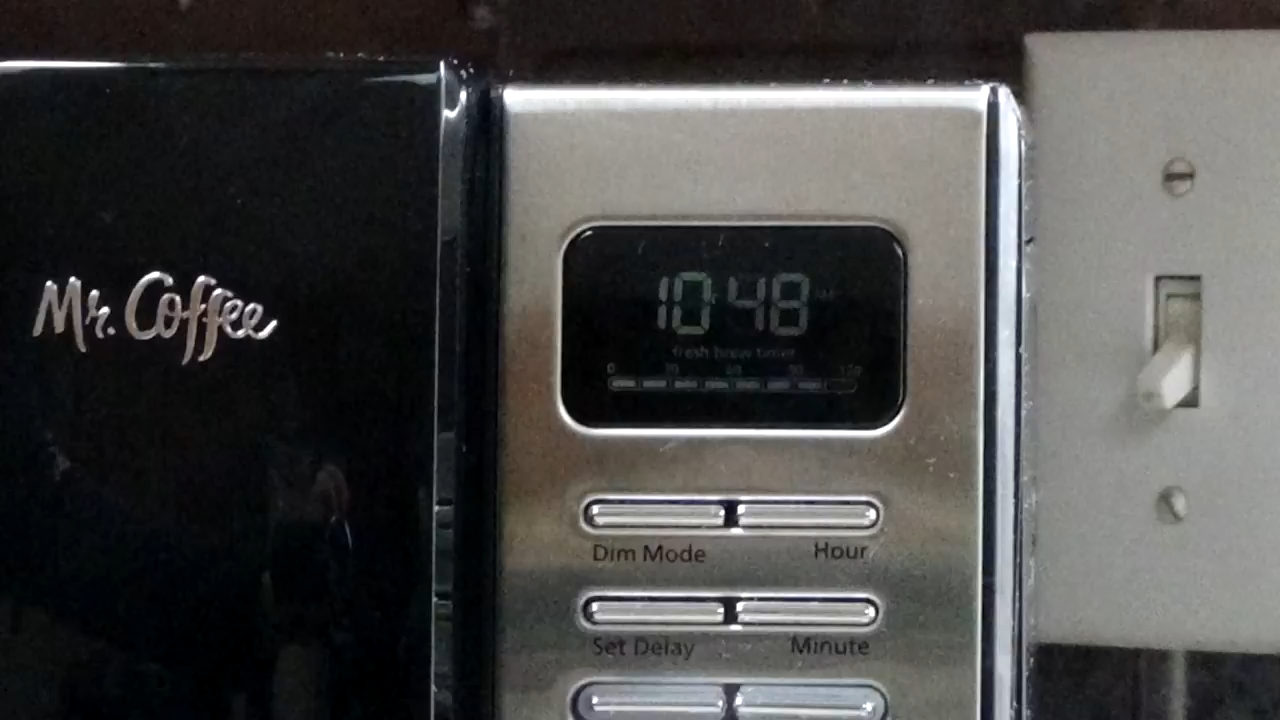 Mr. Coffee
10:48
fresh brew timer
0 30 60 90 120
Dim Mode Hour
Set Delay Minute